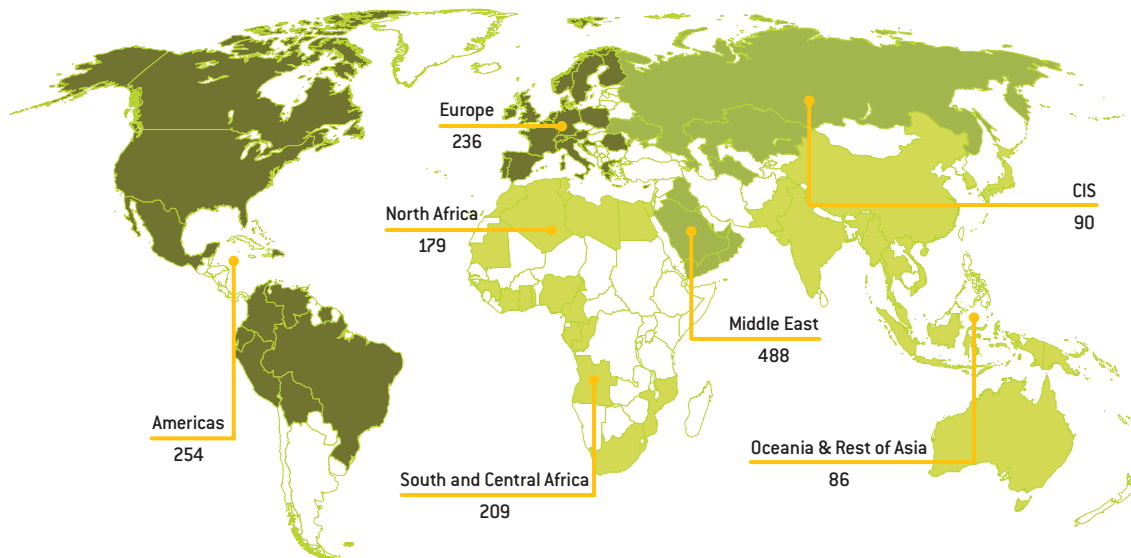 Europe
236
CIS
90
North Africa
179
Middle East
488
Americas
254
Oceania & Rest of Asia
86
South and Central Africa
209